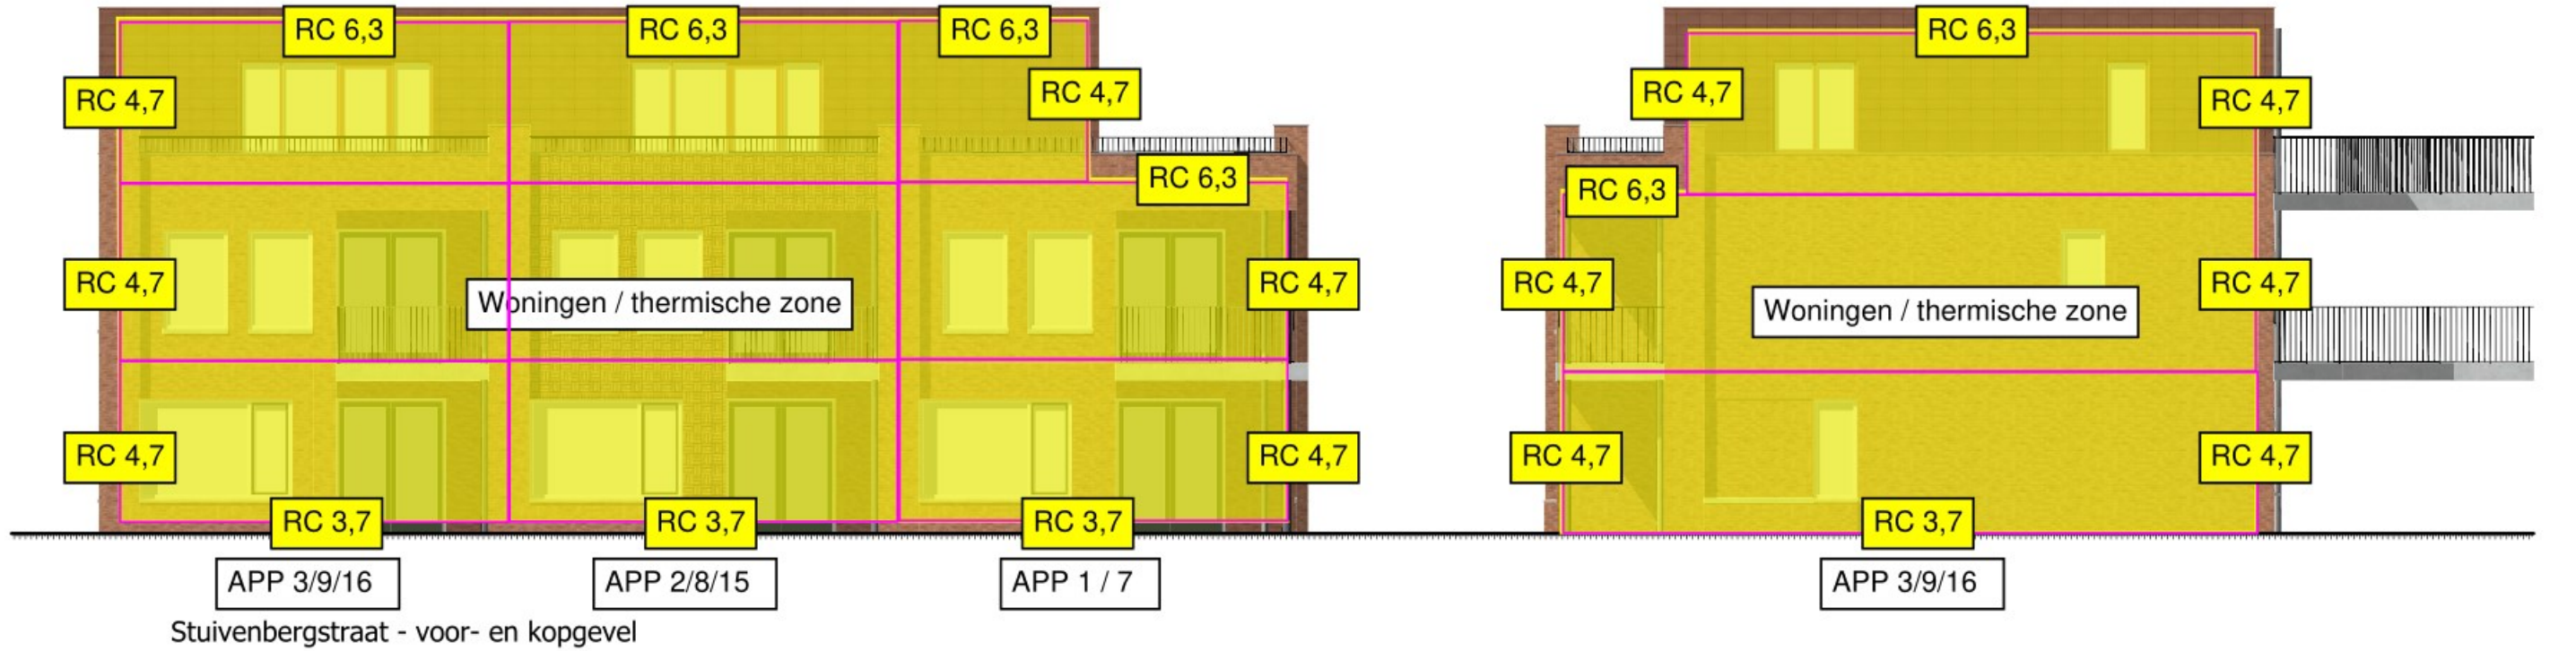 RC 6,3
RC 6,3
RC 6,3
RC 6,3
RC 4,7
RC 4,7
RC 4,7
RC 4,7
RC 6,3
RC 6,3
RC 4,7
RC 4,7
RC 4,7
RC 4,7
Woningen / thermische zone
Woningen / thermische zone
RC 4,7
RC 4,7
RC 4,7
RC 4,7
RC 3,7
RC 3,7
RC 3,7
RC 3,7
APP 3/9/16
APP 2/8/15
APP 1 / 7
APP 3/9/16
Stuivenbergstraat - voor- en kopgevel